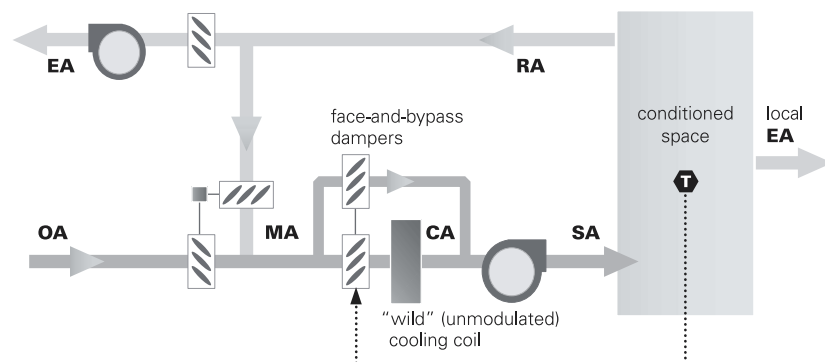 EA
RA
face-and-bypass
dampers
conditioned
space
local
EA
T
OA
MA
CA
SA
“wild” (unmodulated)
cooling coil